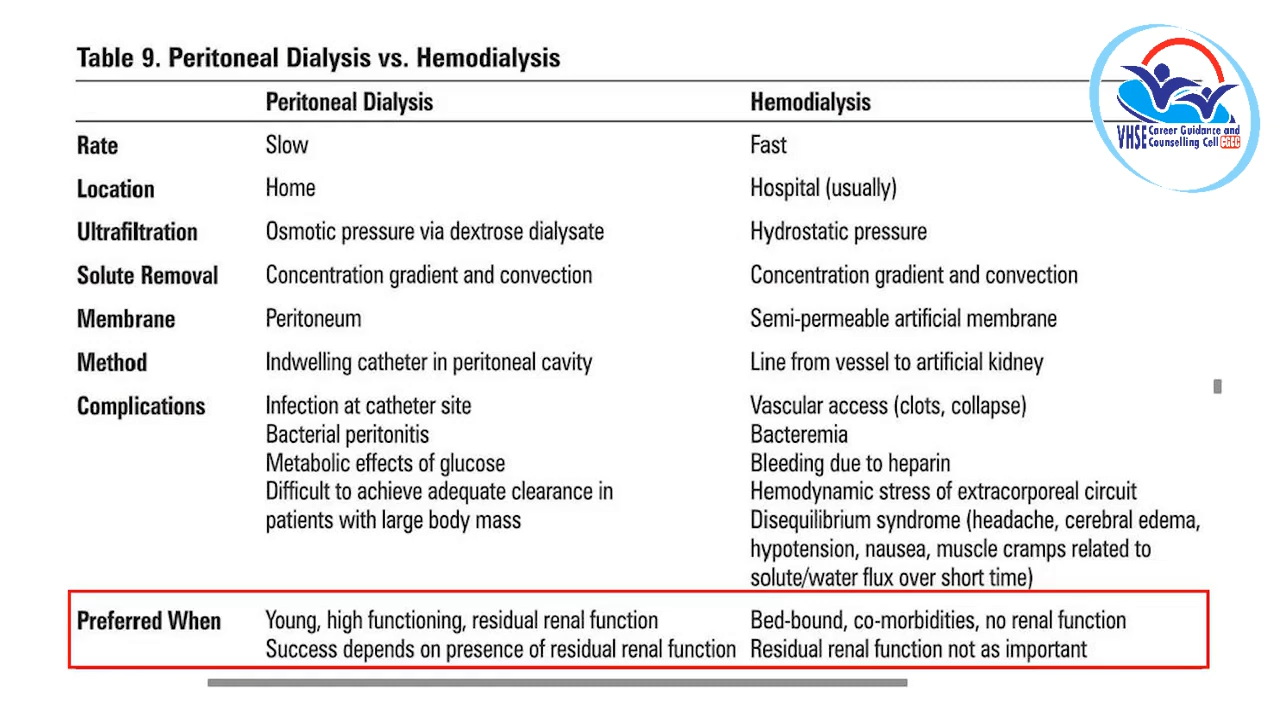 Table 9. Peritoneal Dialysis vs. Hemodialysis
Peritoneal Dialysis Hemodialysis
Rate Slow Fast
Location Home Hospital (usually)
Ultrafiltration Osmotic pressure via dextrose dialysate Hydrostatic pressure
Solute Removal Concentration gradient and convection Concentration gradient and convection
Membrane Peritoneum Semi-permeable artificial membrane
Method Indwelling catheter in peritoneal cavity Line from vessel to artificial kidney
Complications Infection at catheter site Vascular access (clots, collapse)
Bacterial peritonitis Bacteremia
Metabolic effects of glucose Bleeding due to heparin
Difficult to achieve adequate clearance in Hemodynamic stress of extracorporeal circuit
patients with large body mass Disequilibrium syndrome (headache, cerebral edema,
hypotension, nausea, muscle cramps related to
solute/water flux over short time)
Preferred When Young, high functioning, residual renal function Bed-bound, co-morbidities, no renal function
Success depends on presence of residual renal function Residual renal function not as important
VHSE Career Guidance and
Counselling Cell CGCC